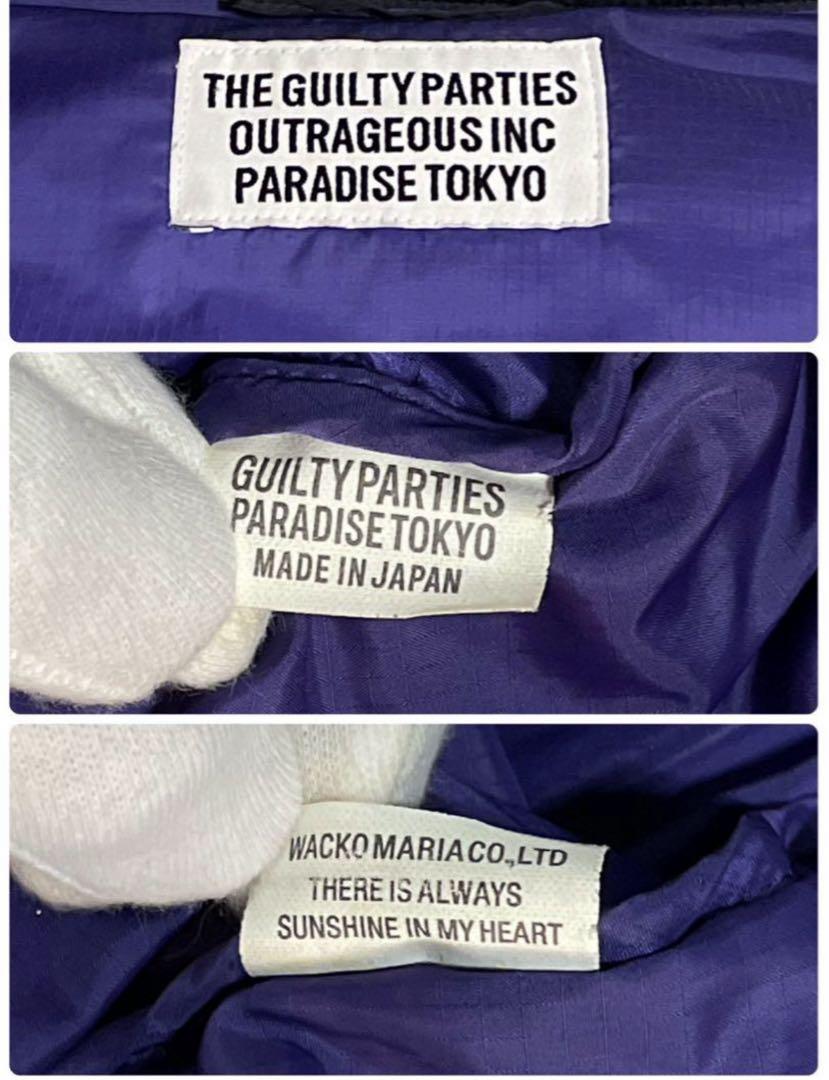 THE GUILTY PARTIES
OUTRAGEOUS INC
PARADISE TOKYO
GUILTY PARTIES
PARADISE TOKYO
MADE IN JAPAN
WACKO MARIA CO.,LTD
THERE IS ALWAYS
SUNSHINE IN MY HEART